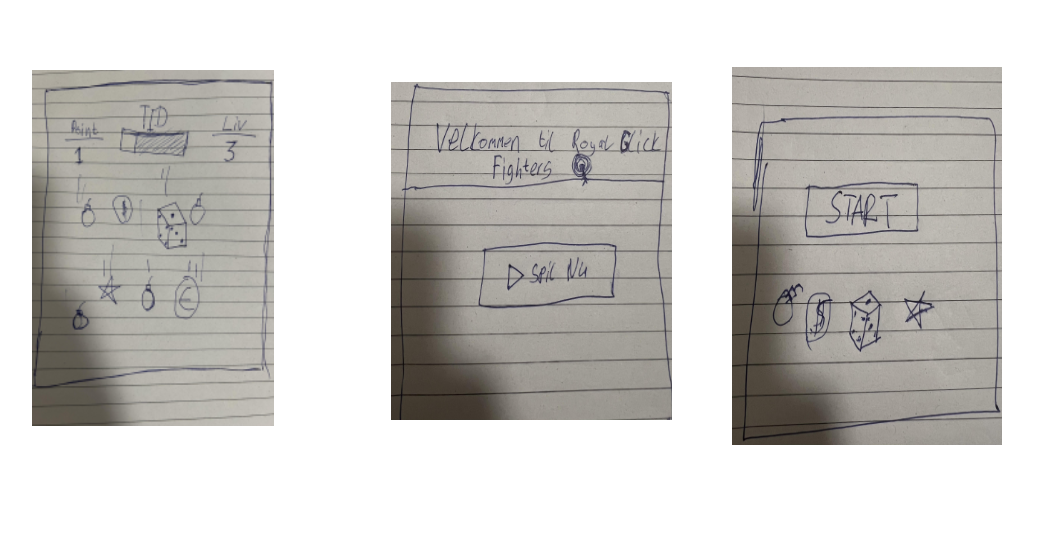 TID
Point
Liv
1
3
$
€
Velkommen til Royal Click
Fighters
Spil Nu
START
$